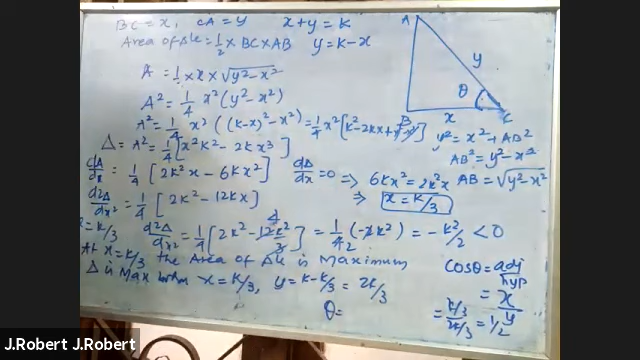 BC = x, CA = y x+y = k
Area of Δle = 1/2 × BC × AB y = k-x
A = 1/2 × x × √(y²-x²)
A² = 1/4 x² (y²-x²)
A² = 1/4 x² ((k-x)² - x²) = 1/4 x² [k² - 2kx + x² - x²]
Δ = A² = 1/4 [x²k² - 2kx³]
dΔ/dx = 1/4 [2k²x - 6kx²] dΔ/dx = 0 ⇒ 6kx² = 2k²x
⇒ x = k/3
d²Δ/dx² = 1/4 [2k² - 12kx]
x = k/3 d²Δ/dx² = 1/4 [2k² - 12k²/3] = 1/4 (-2k²) = -k²/2 < 0
At x = k/3 the Area of Δle is Maximum
Δ is Max when x = k/3, y = k - k/3 = 2k/3
θ =
A
y
θ
B x C
y² = x² + AB²
AB² = y² - x²
AB = √(y²-x²)
cosθ = adj/hyp
= x/y
= (k/3)/(2k/3) = 1/2
J.Robert J.Robert